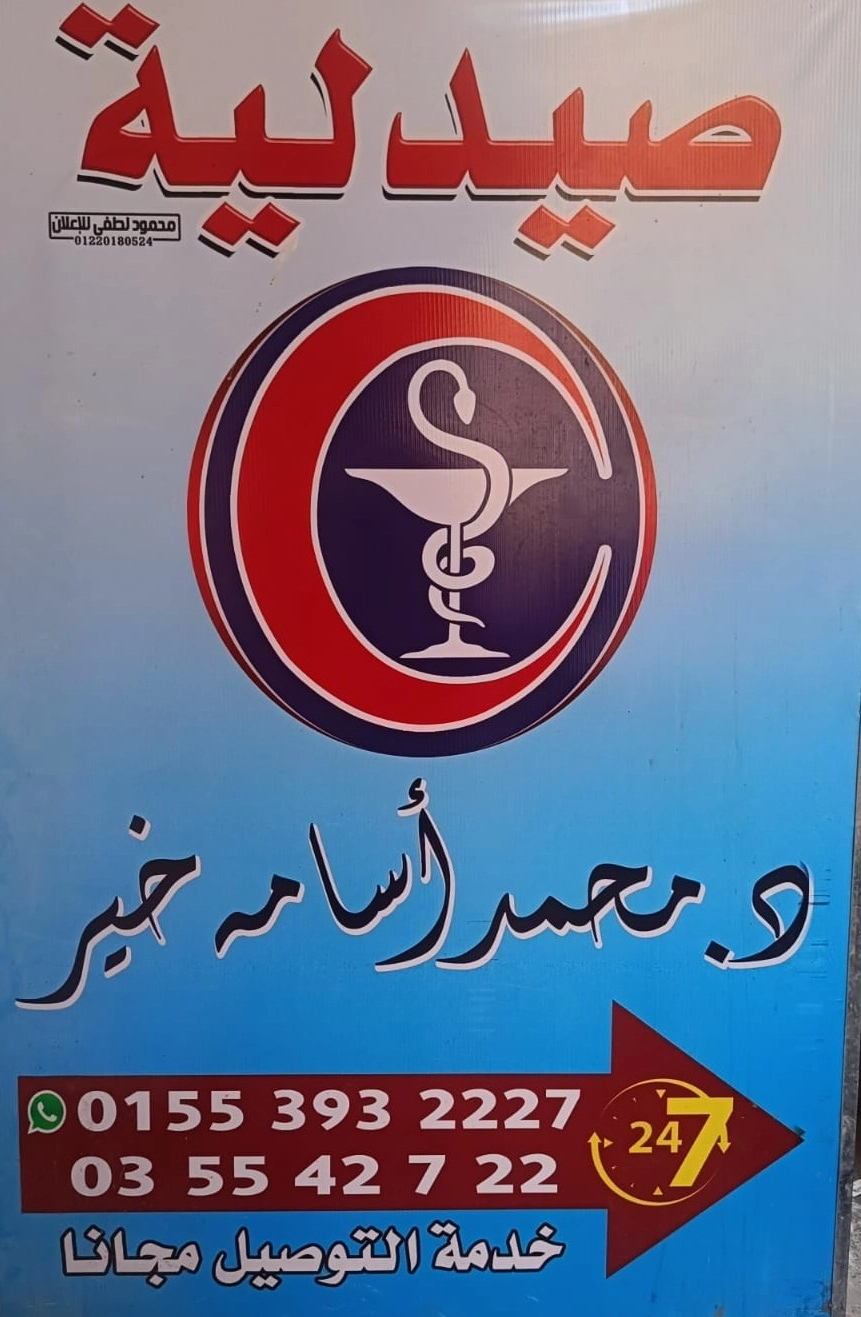 صيدلية
محمود لطفى للإعلان
01220180524
د. محمد أسامه خير
0155 393 2227
03 55 42 7 22
24 7
خدمة التوصيل مجانا